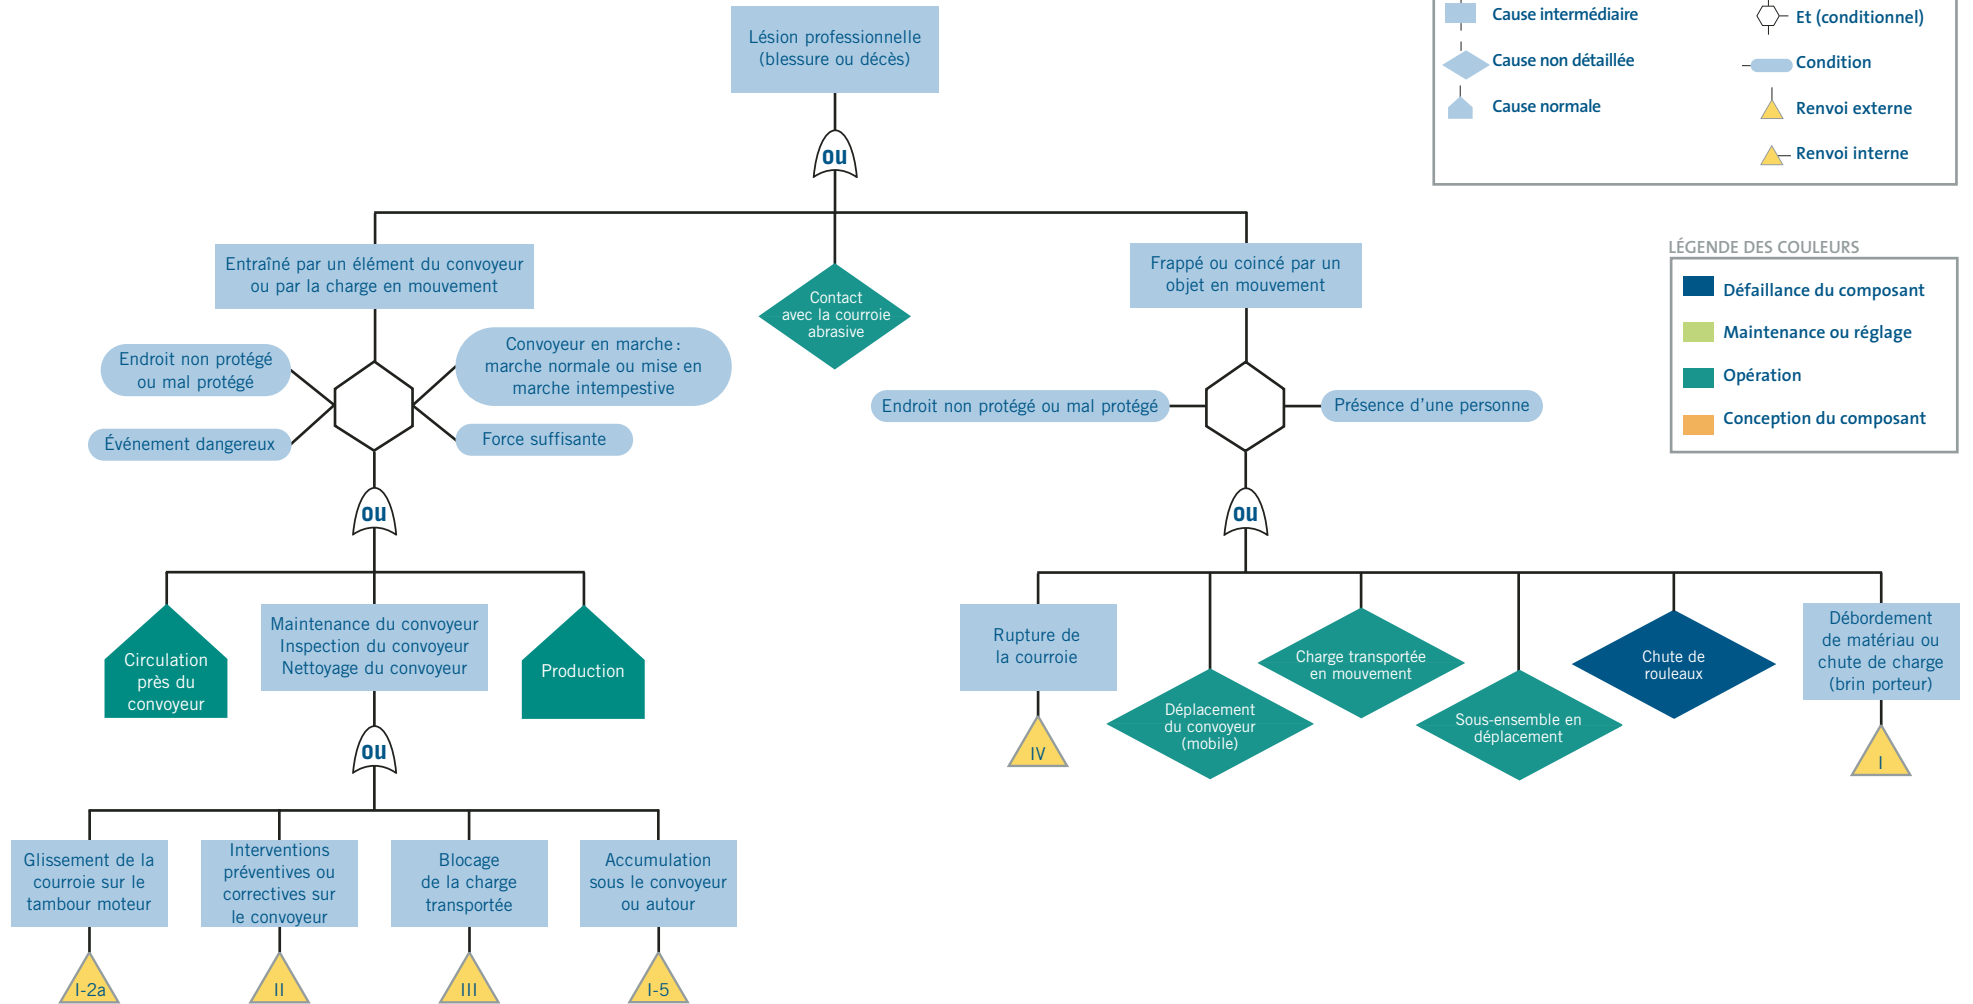 Lésion professionnelle
(blessure ou décès)
ou
Entraîné par un élément du convoyeur
ou par la charge en mouvement
Contact
avec la courroie
abrasive
Frappé ou coincé par un
objet en mouvement
Endroit non protégé
ou mal protégé
Convoyeur en marche :
marche normale ou mise en
marche intempestive
Événement dangereux
Force suffisante
Endroit non protégé ou mal protégé
Présence d’une personne
ou
ou
Circulation
près du
convoyeur
Maintenance du convoyeur
Inspection du convoyeur
Nettoyage du convoyeur
Production
ou
Glissement de la
courroie sur le
tambour moteur
Interventions
préventives ou
correctives sur
le convoyeur
Blocage
de la charge
transportée
Accumulation
sous le convoyeur
ou autour
I-2a
II
III
I-5
Rupture de
la courroie
IV
Déplacement
du convoyeur
(mobile)
Charge transportée
en mouvement
Sous-ensemble en
déplacement
Chute de
rouleaux
Débordement
de matériau ou
chute de charge
(brin porteur)
I
Cause intermédiaire
Cause non détaillée
Cause normale
Et (conditionnel)
Condition
Renvoi externe
Renvoi interne
LÉGENDE DES COULEURS
Défaillance du composant
Maintenance ou réglage
Opération
Conception du composant